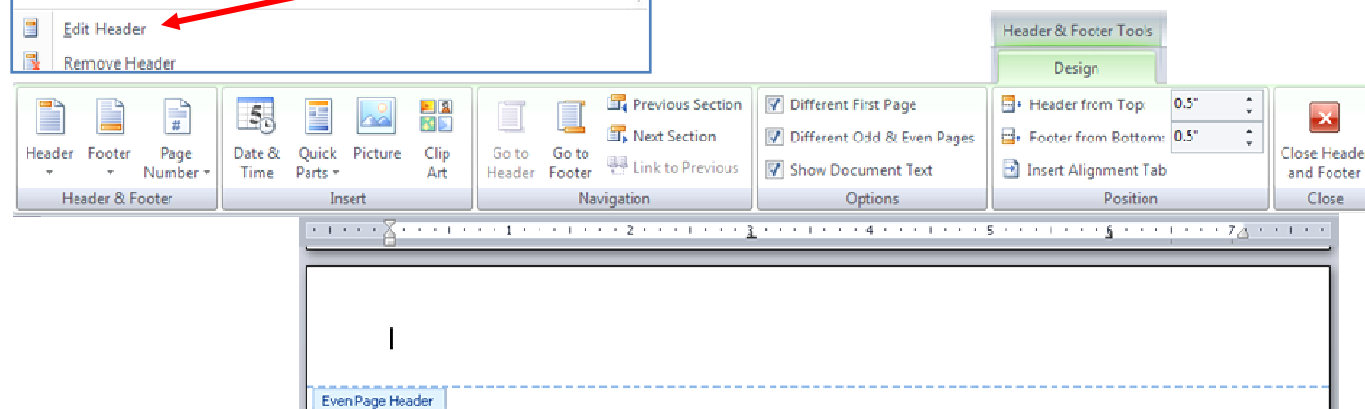 Edit Header
Remove Header
Header & Footer Tools
Design
Header Footer Page Number
Date & Time Quick Parts Picture Clip Art
Go to Header Go to Footer
Previous Section
Next Section
Link to Previous
Different First Page
Different Odd & Even Pages
Show Document Text
Header from Top: 0.5"
Footer from Bottom: 0.5"
Insert Alignment Tab
Close Heade
and Footer
Header & Footer Insert Navigation Options Position Close
1 2 3 4 5 6 7
Even Page Header